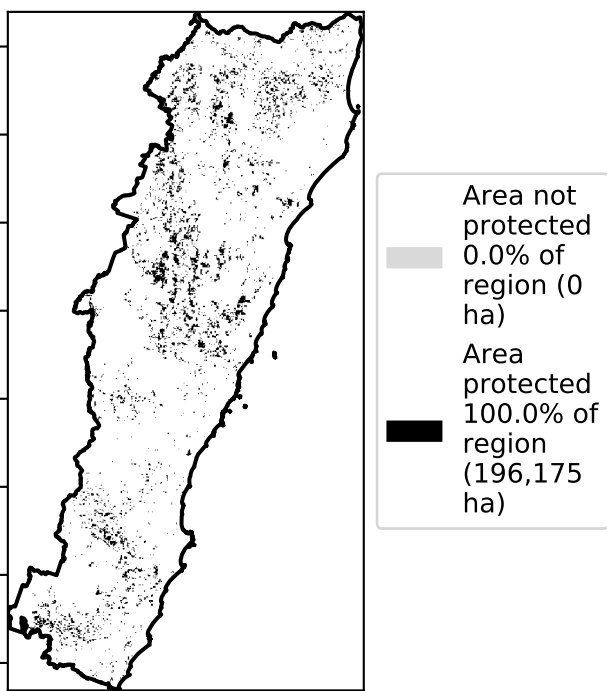 Area not
protected
0.0% of
region (0
ha)
Area
protected
100.0% of
region
(196,175
ha)